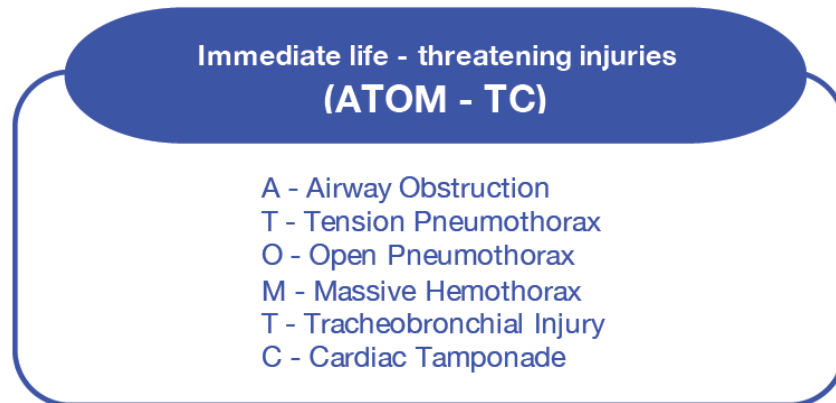 Immediate life - threatening injuries
(ATOM - TC)
A - Airway Obstruction
T - Tension Pneumothorax
O - Open Pneumothorax
M - Massive Hemothorax
T - Tracheobronchial Injury
C - Cardiac Tamponade